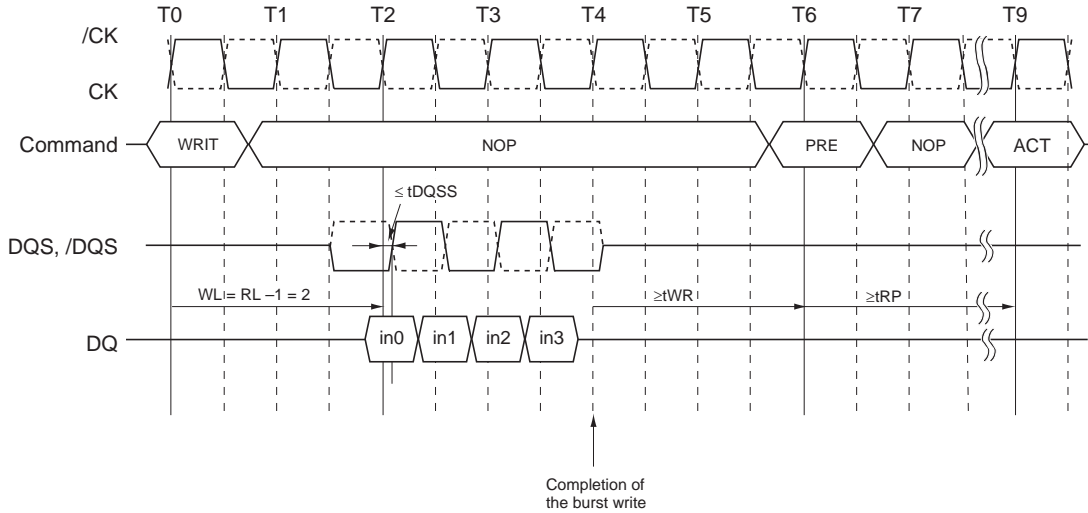 T0 T1 T2 T3 T4 T5 T6 T7 T9
/CK
CK
Command WRIT NOP PRE NOP ACT
≤ tDQSS
DQS, /DQS
WL = RL –1 = 2 ≥tWR ≥tRP
DQ in0 in1 in2 in3
Completion of
the burst write